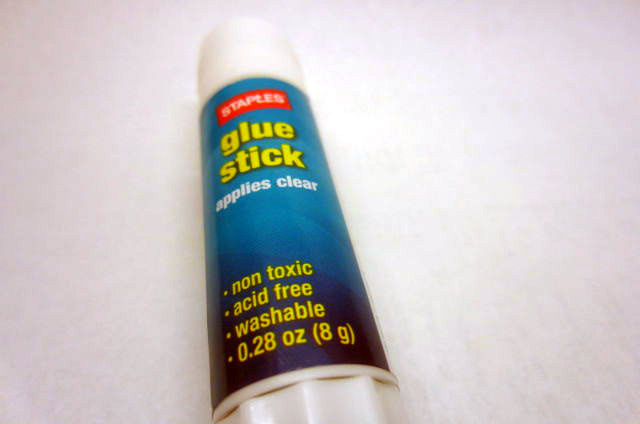 STAPLES
glue
stick
applies clear
• non toxic
• acid free
• washable
• 0.28 oz (8 g)